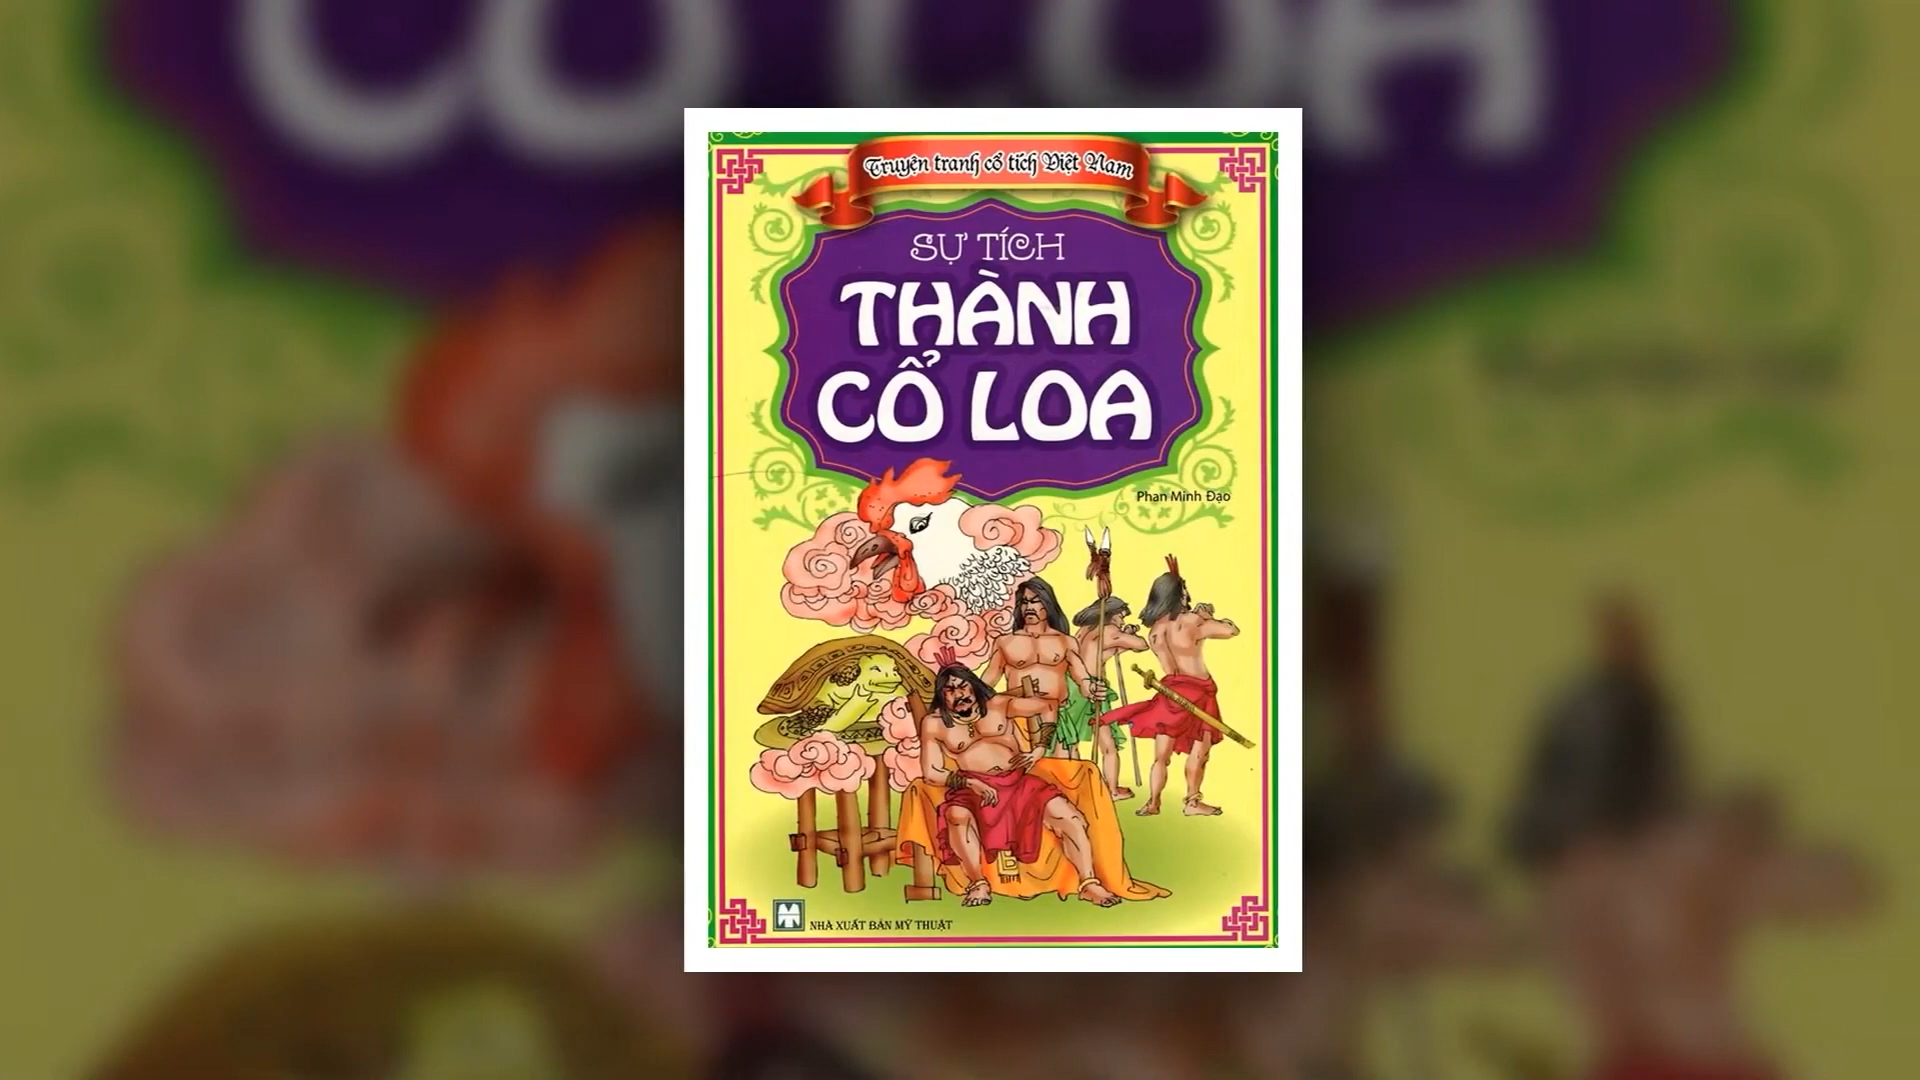 Truyện tranh cổ tích Việt Nam
SỰ TÍCH
THÀNH
CỔ LOA
Phan Minh Đạo
NHÀ XUẤT BẢN MỸ THUẬT